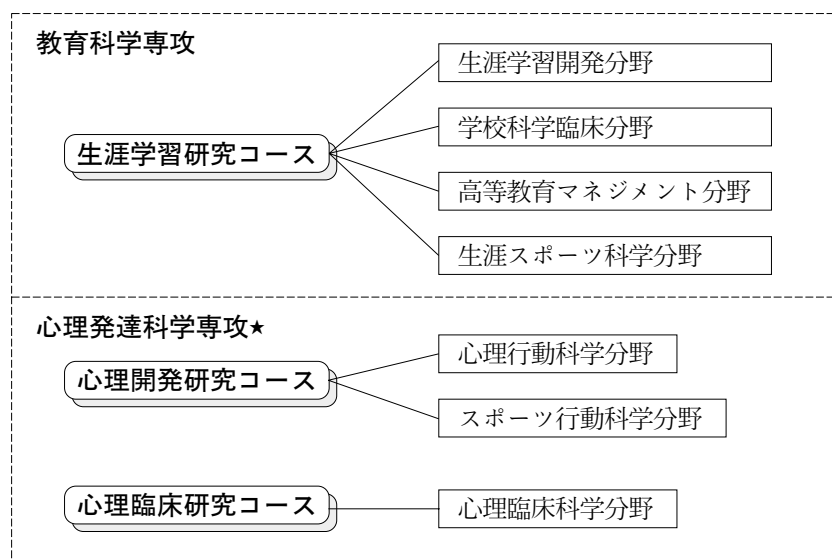 教育科学専攻
生涯学習研究コース
生涯学習開発分野
学校科学臨床分野
高等教育マネジメント分野
生涯スポーツ科学分野
心理発達科学専攻★
心理開発研究コース
心理行動科学分野
スポーツ行動科学分野
心理臨床研究コース
心理臨床科学分野